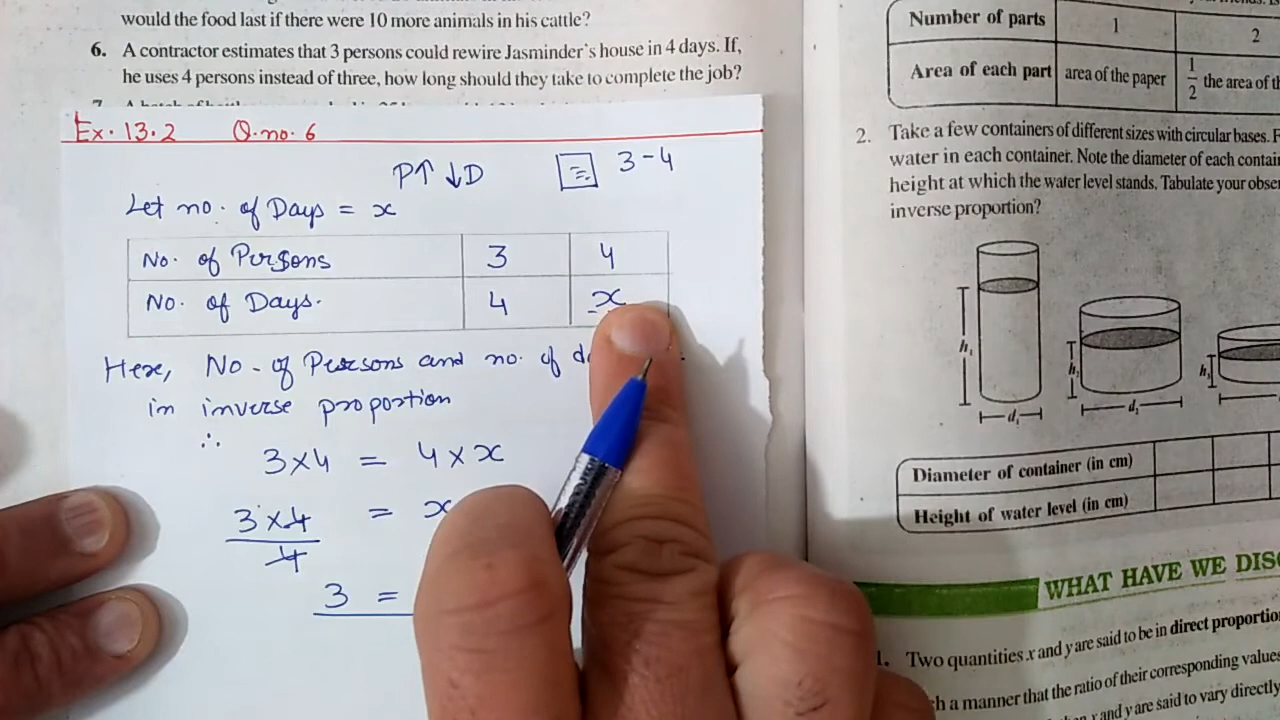 would the food last if there were 10 more animals in his cattle?
6. A contractor estimates that 3 persons could rewire Jasminder's house in 4 days. If,
he uses 4 persons instead of three, how long should they take to complete the job?
Ex. 13.2 Q.no. 6
P↑ ↓D 3-4
Let no. of Days = x
No. of Persons 3 4
No. of Days. 4 x
Here, No. of Persons and no. of
in inverse proportion
∴ 3×4 = 4×x
3×4 = x
4
3 =
Number of parts 1 2
Area of each part area of the paper 1/2 the area of
2. Take a few containers of different sizes with circular bases.
water in each container. Note the diameter of each
height at which the water level stands. Tabulate your
inverse proportion?
h₁ h₂ h₃
d₁ d₂
Diameter of container (in cm)
Height of water level (in cm)
WHAT HAVE WE
1. Two quantities x and y are said to be in direct
a manner that the ratio of their corresponding values
x and y are said to vary directly